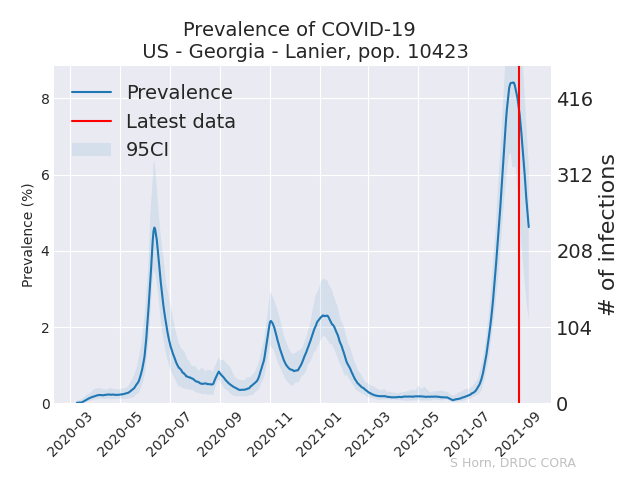 Prevalence of COVID-19
US - Georgia - Lanier, pop. 10423
Prevalence
Latest data
95CI
Prevalence (%)
8
6
4
2
0
416
312
208
104
0
# of infections
2020-03
2020-05
2020-07
2020-09
2020-11
2021-01
2021-03
2021-05
2021-07
2021-09
S Horn, DRDC CORA